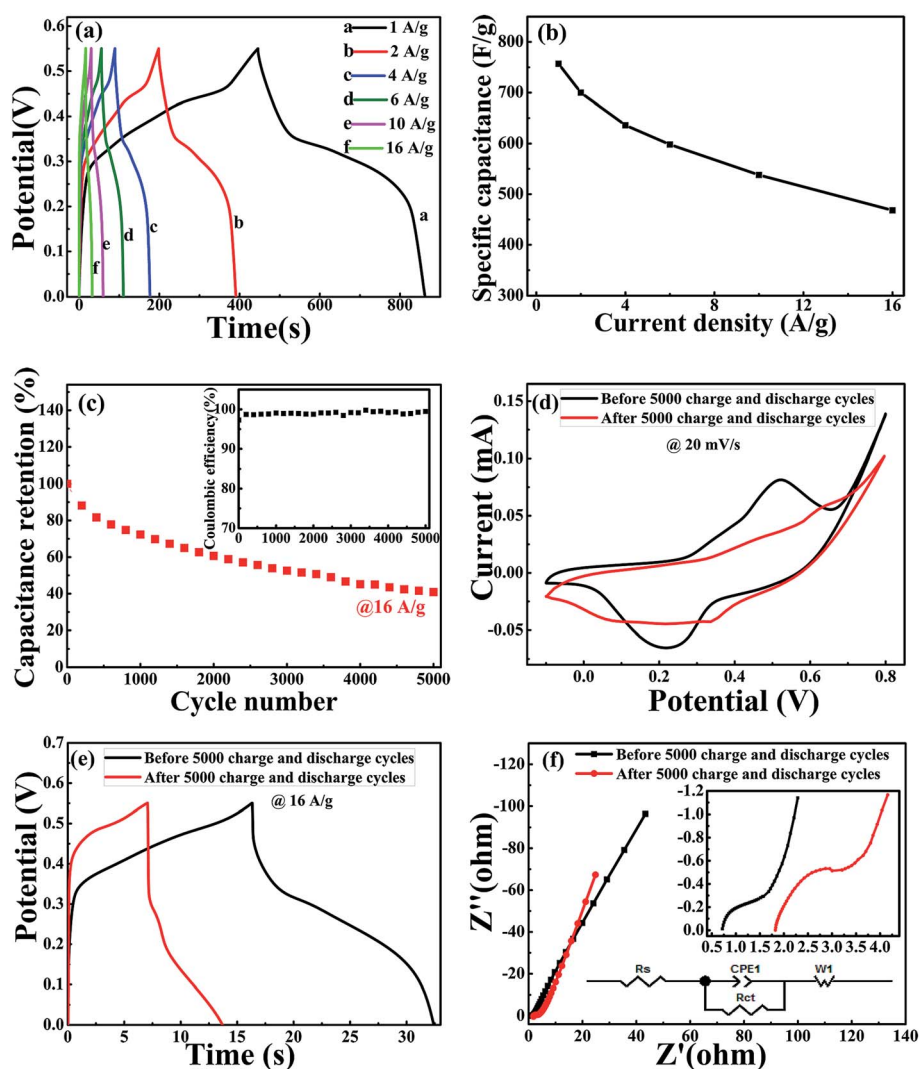 (a)
a 1 A/g
b 2 A/g
c 4 A/g
d 6 A/g
e 10 A/g
f 16 A/g
0.6
0.5
0.4
0.3
0.2
0.1
0.0
Potential(V)
f e d c b a
0 200 400 600 800
Time(s)
(b)
800
700
600
500
400
300
Specific capacitance (F/g)
0 4 8 12 16
Current density (A/g)
(c)
140
120
100
80
60
40
20
0
Capacitance retention (%)
100
90
80
70
Coulombic efficiency(%)
0 1000 2000 3000 4000 5000
@16 A/g
0 1000 2000 3000 4000 5000
Cycle number
(d)
Before 5000 charge and discharge cycles
After 5000 charge and discharge cycles
@ 20 mV/s
0.15
0.10
0.05
0.00
-0.05
Current (mA)
0.0 0.2 0.4 0.6 0.8
Potential (V)
(e)
Before 5000 charge and discharge cycles
After 5000 charge and discharge cycles
@ 16 A/g
0.7
0.6
0.5
0.4
0.3
0.2
0.1
0.0
Potential (V)
0 5 10 15 20 25 30
Time (s)
(f)
Before 5000 charge and discharge cycles
After 5000 charge and discharge cycles
-140
-120
-100
-80
-60
-40
-20
0
Z''(ohm)
-1.2
-1.0
-0.8
-0.6
-0.4
-0.2
-0.0
0.5 1.0 1.5 2.0 2.5 3.0 3.5 4.0
Rs CPE1 W1
Rct
0 20 40 60 80 100 120 140
Z'(ohm)